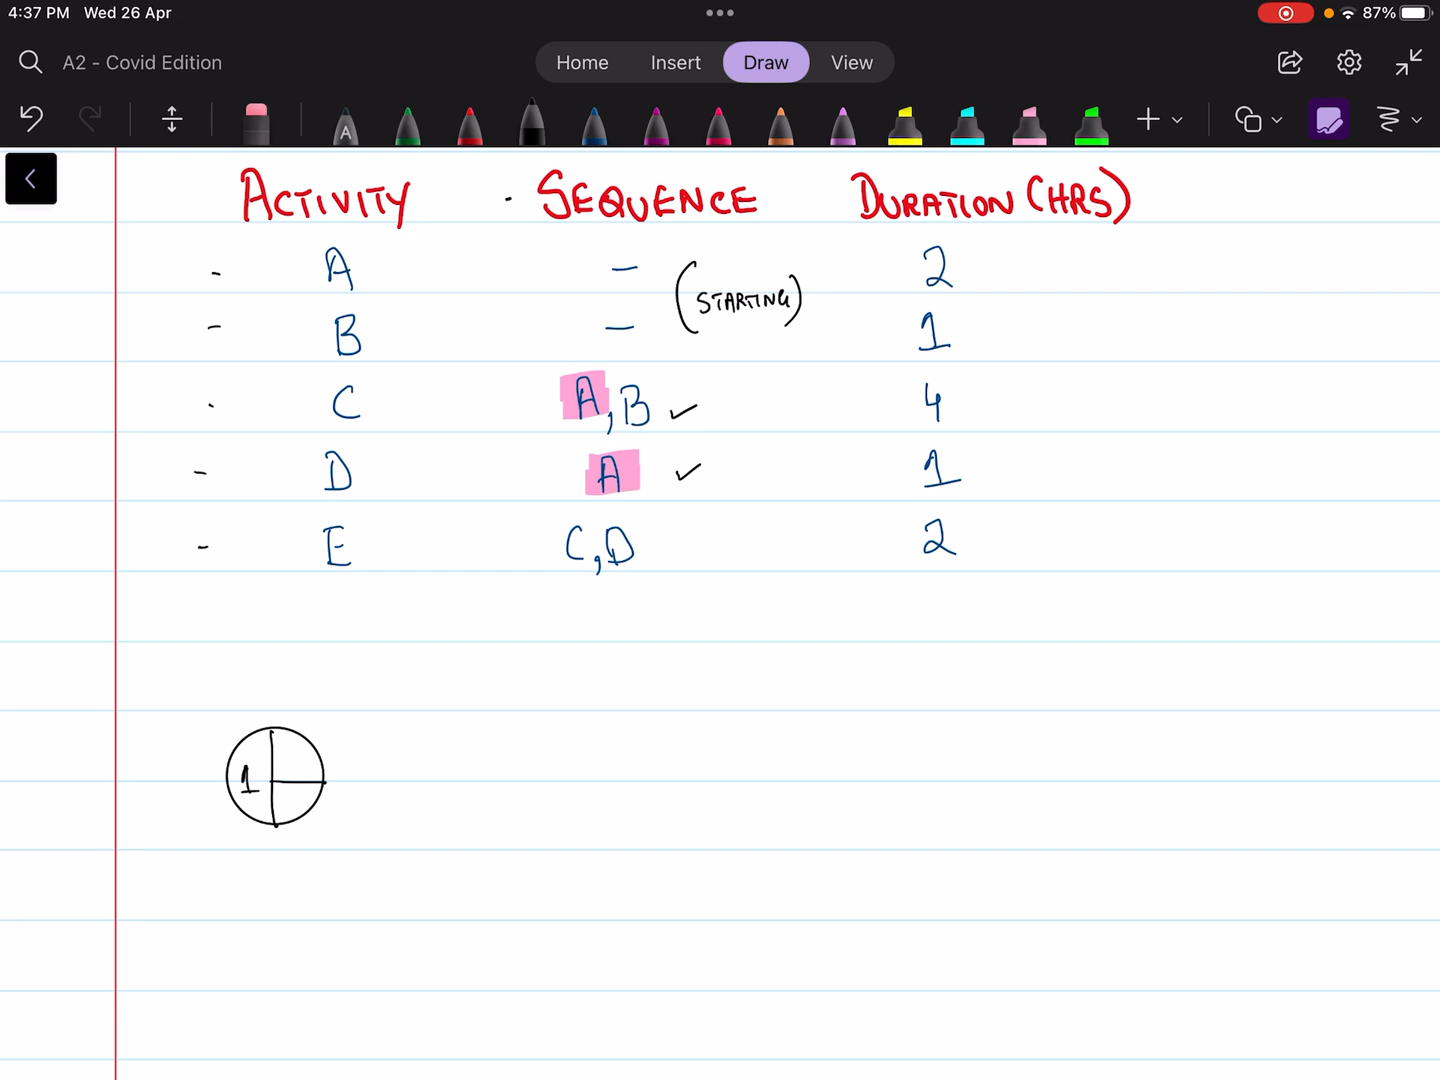 4:37 PM Wed 26 Apr 87%
A2 - Covid Edition Home Insert Draw View
A
ACTIVITY SEQUENCE DURATION (HRS)
A - 2
(STARTING)
B - 1
C A,B ✓ 4
D A ✓ 1
E C,D 2
1